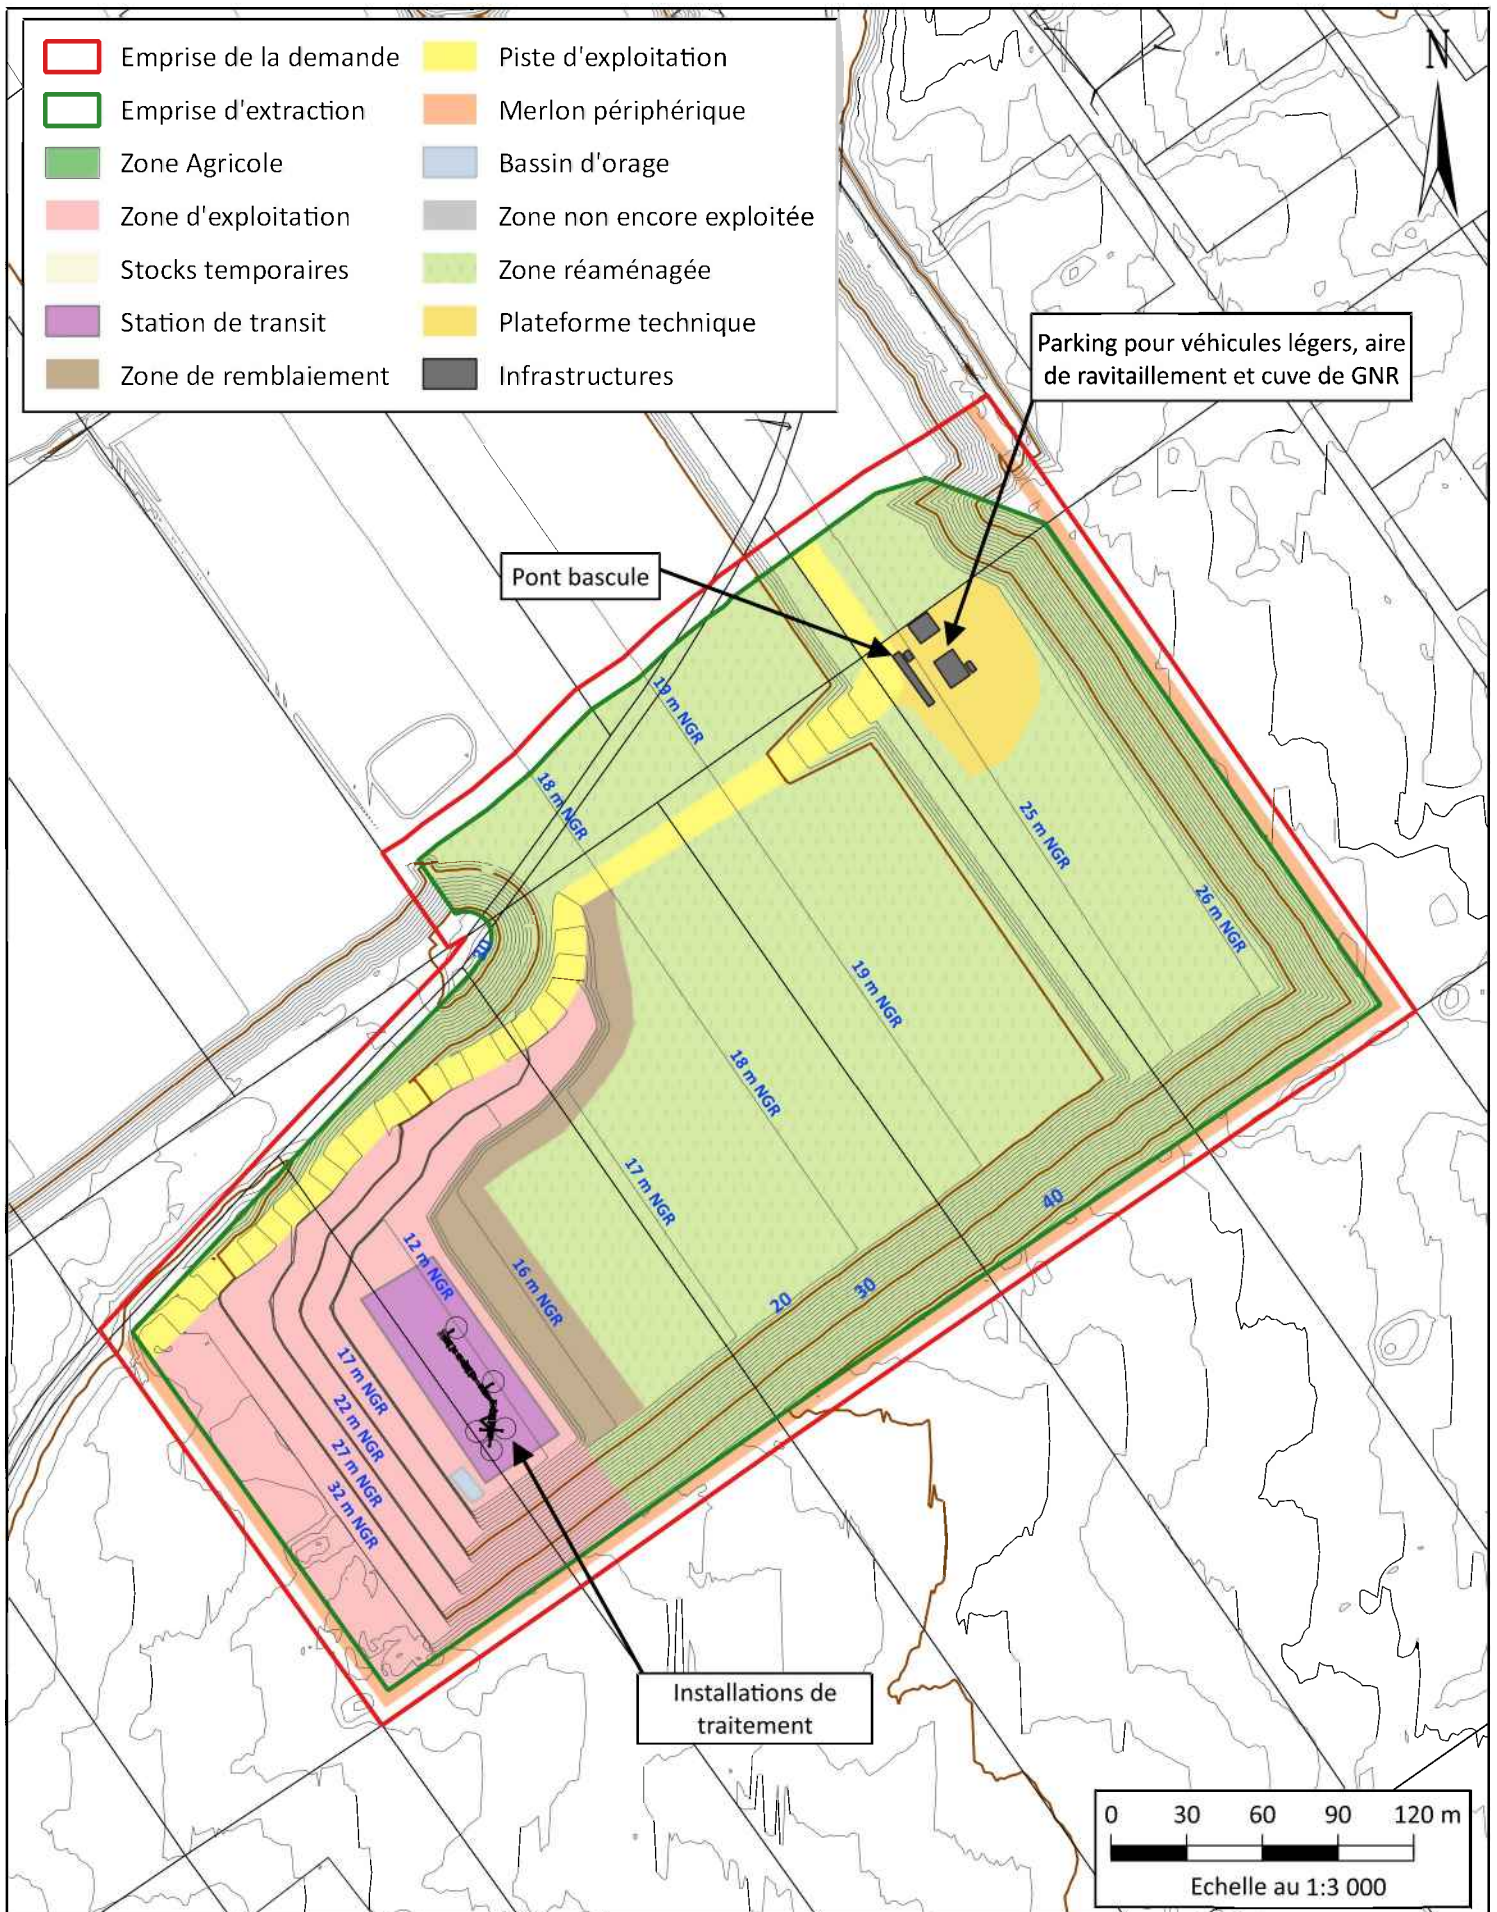 Emprise de la demande
Emprise d'extraction
Zone Agricole
Zone d'exploitation
Stocks temporaires
Station de transit
Zone de remblaiement
Piste d'exploitation
Merlon périphérique
Bassin d'orage
Zone non encore exploitée
Zone réaménagée
Plateforme technique
Infrastructures
N
Parking pour véhicules légers, aire
de ravitaillement et cuve de GNR
Pont bascule
19 m NGR
18 m NGR
25 m NGR
26 m NGR
30
19 m NGR
18 m NGR
17 m NGR
40
12 m NGR
16 m NGR
20
30
17 m NGR
22 m NGR
27 m NGR
32 m NGR
Installations de
traitement
0 30 60 90 120 m
Echelle au 1:3 000